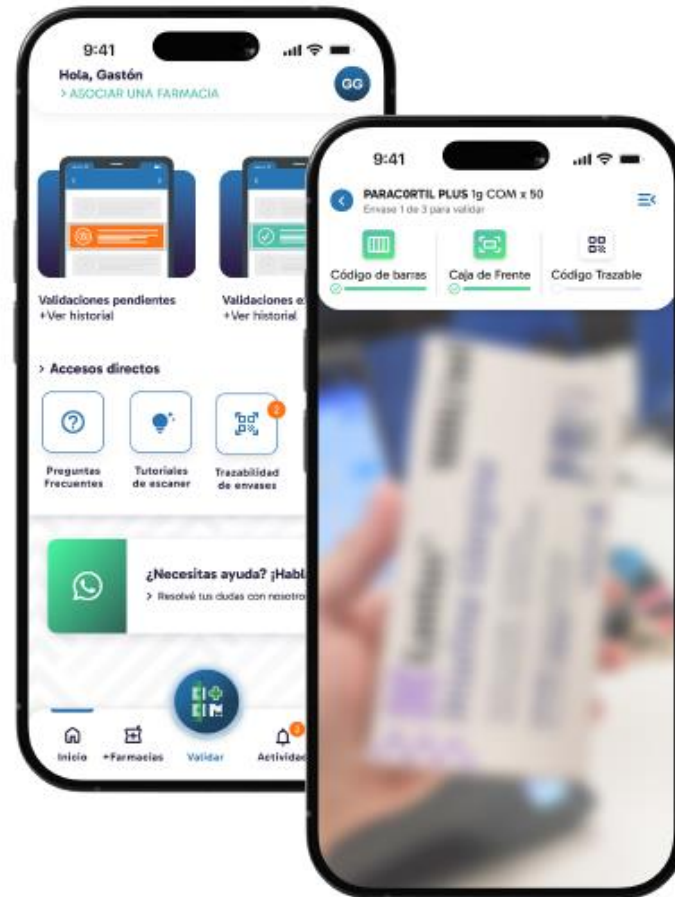 9:41
Hola, Gastón
> ASOCIAR UNA FARMACIA
GG
Validaciones pendientes
+Ver historial
Validaciones e
+Ver historial
> Accesos directos
2
Preguntas
Frecuentes
Tutoriales
de escaner
Trazabilidad
de envases
¿Necesitas ayuda? ¡Habl
> Resolvé tus dudas con nosotro
Inicio
+Farmacias
Validar
Actividad
9:41
PARACORTIL PLUS 1g COM x 50
Envase 1 de 3 para validar
Código de barras
Caja de Frente
Código Trazable